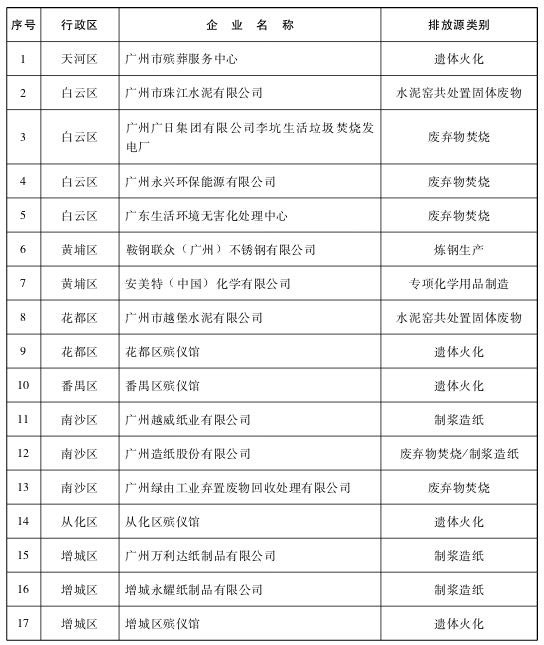 序号 行政区 企业名称 排放源类别
1 天河区 广州市殡葬服务中心 遗体火化
2 白云区 广州市珠江水泥有限公司 水泥窑共处置固体废物
3 白云区 广州广日集团有限公司李坑生活垃圾焚烧发
电厂 废弃物焚烧
4 白云区 广州永兴环保能源有限公司 废弃物焚烧
5 白云区 广东生活环境无害化处理中心 废弃物焚烧
6 黄埔区 鞍钢联众（广州）不锈钢有限公司 炼钢生产
7 黄埔区 安美特（中国）化学有限公司 专项化学用品制造
8 花都区 广州市越堡水泥有限公司 水泥窑共处置固体废物
9 花都区 花都区殡仪馆 遗体火化
10 番禺区 番禺区殡仪馆 遗体火化
11 南沙区 广州越威纸业有限公司 制浆造纸
12 南沙区 广州造纸股份有限公司 废弃物焚烧/制浆造纸
13 南沙区 广州绿由工业弃置废物回收处理有限公司 废弃物焚烧
14 从化区 从化区殡仪馆 遗体火化
15 增城区 广州万利达纸制品有限公司 制浆造纸
16 增城区 增城永耀纸制品有限公司 制浆造纸
17 增城区 增城区殡仪馆 遗体火化